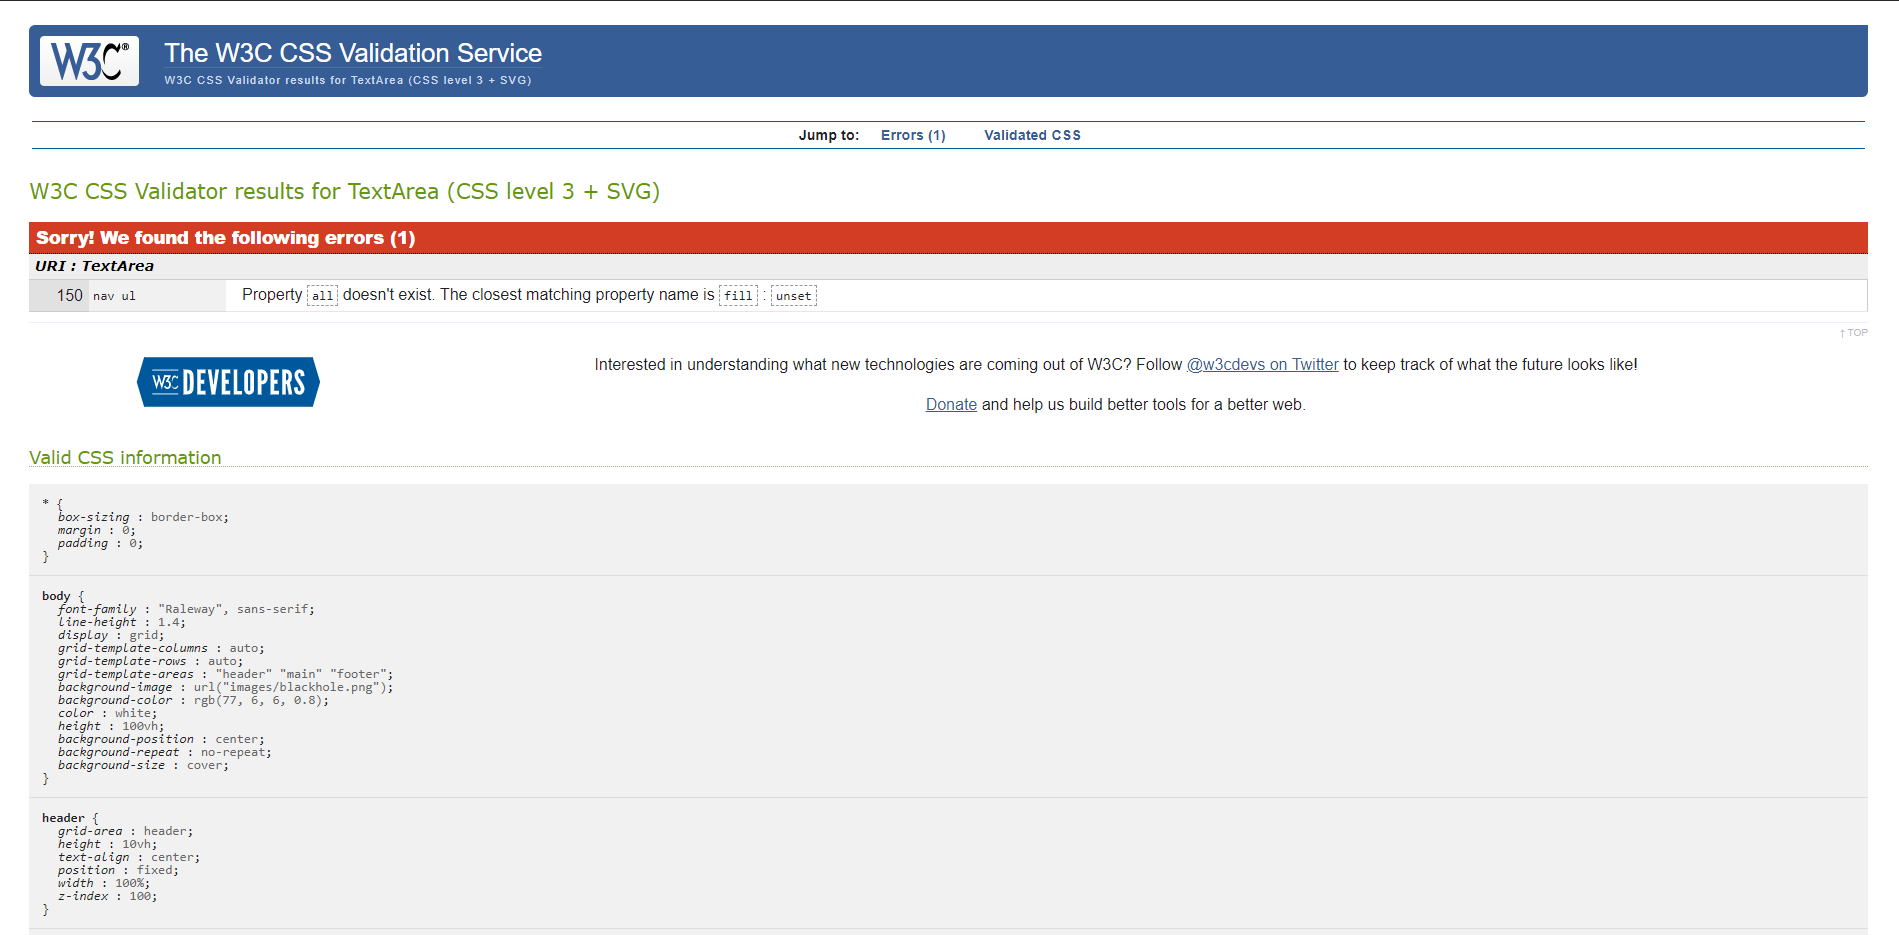 W3C®
The W3C CSS Validation Service
W3C CSS Validator results for TextArea (CSS level 3 + SVG)
Jump to: Errors (1) Validated CSS
W3C CSS Validator results for TextArea (CSS level 3 + SVG)
Sorry! We found the following errors (1)
URI : TextArea
150 nav ul Property all doesn't exist. The closest matching property name is fill : unset
↑ TOP
W3C DEVELOPERS
Interested in understanding what new technologies are coming out of W3C? Follow @w3cdevs on Twitter to keep track of what the future looks like!
Donate and help us build better tools for a better web.
Valid CSS information
* {
box-sizing : border-box;
margin : 0;
padding : 0;
}
body {
font-family : "Raleway", sans-serif;
line-height : 1.4;
display : grid;
grid-template-columns : auto;
grid-template-rows : auto;
grid-template-areas : "header" "main" "footer";
background-image : url("images/blackhole.png");
background-color : rgb(77, 6, 6, 0.8);
color : white;
height : 100vh;
background-position : center;
background-repeat : no-repeat;
background-size : cover;
}
header {
grid-area : header;
height : 10vh;
text-align : center;
position : fixed;
width : 100%;
z-index : 100;
}